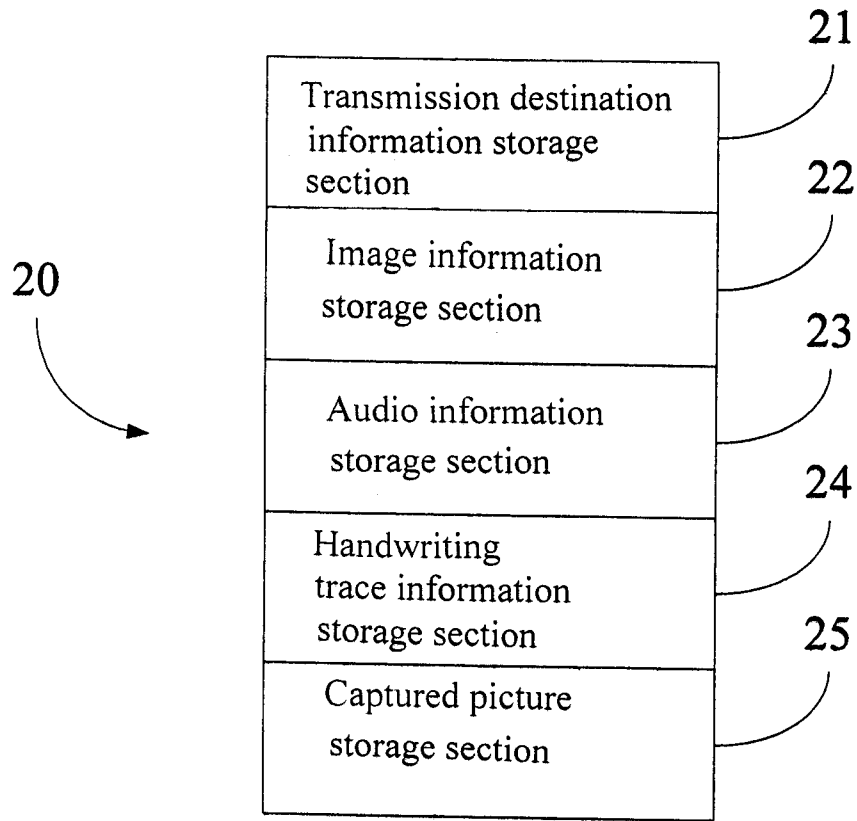 21
Transmission destination
information storage
section
22
Image information
storage section
20
23
Audio information
storage section
24
Handwriting
trace information
storage section
25
Captured picture
storage section